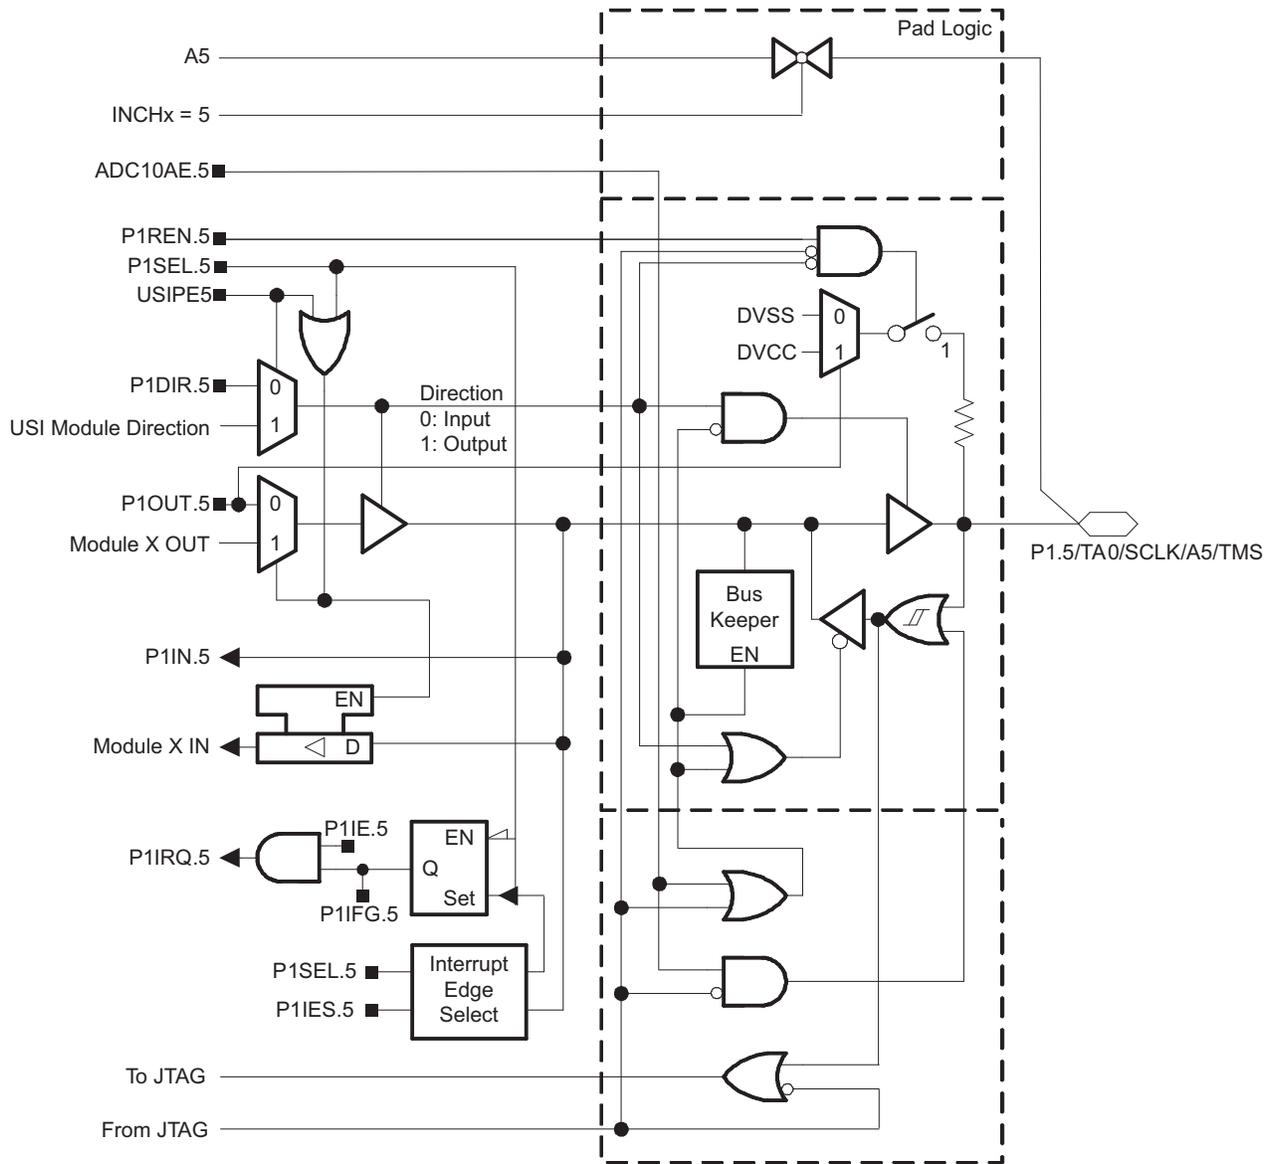 Pad Logic
A5
INCHx = 5
ADC10AE.5
P1REN.5
P1SEL.5
USIPE5
DVSS
0
DVCC
1
1
P1DIR.5
0
USI Module Direction
1
Direction
0: Input
1: Output
P1OUT.5
0
Module X OUT
1
P1.5/TA0/SCLK/A5/TMS
Bus
Keeper
EN
P1IN.5
EN
Module X IN
D
P1IE.5
P1IRQ.5
EN
Q
Set
P1IFG.5
P1SEL.5
P1IES.5
Interrupt
Edge
Select
To JTAG
From JTAG